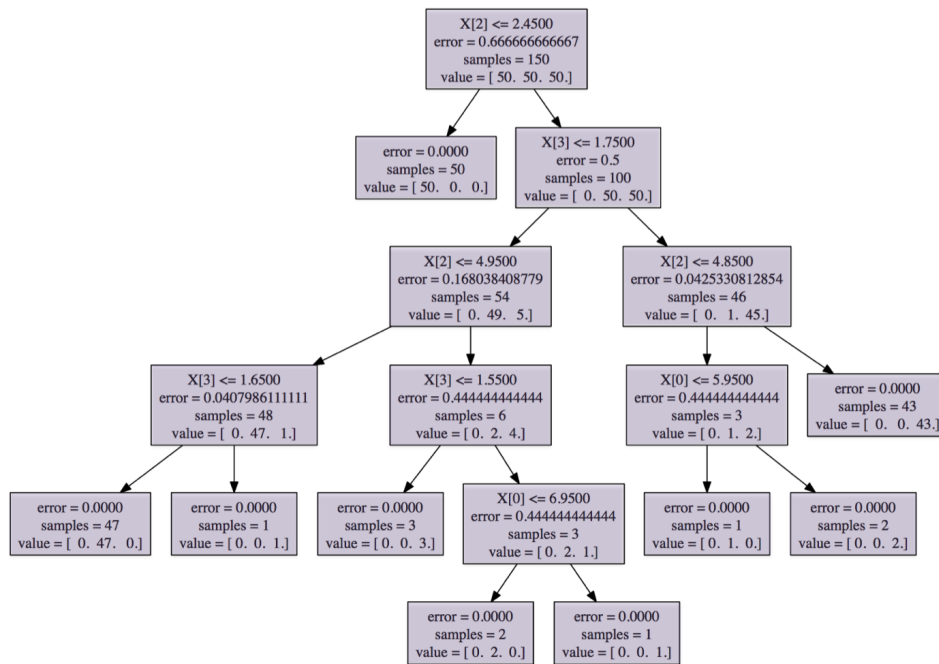 X[2] <= 2.4500
error = 0.666666666667
samples = 150
value = [ 50. 50. 50.]
error = 0.0000
samples = 50
value = [ 50. 0. 0.]
X[3] <= 1.7500
error = 0.5
samples = 100
value = [ 0. 50. 50.]
X[2] <= 4.9500
error = 0.168038408779
samples = 54
value = [ 0. 49. 5.]
X[2] <= 4.8500
error = 0.0425330812854
samples = 46
value = [ 0. 1. 45.]
X[3] <= 1.6500
error = 0.0407986111111
samples = 48
value = [ 0. 47. 1.]
X[3] <= 1.5500
error = 0.444444444444
samples = 6
value = [ 0. 2. 4.]
X[0] <= 5.9500
error = 0.444444444444
samples = 3
value = [ 0. 1. 2.]
error = 0.0000
samples = 43
value = [ 0. 0. 43.]
error = 0.0000
samples = 47
value = [ 0. 47. 0.]
error = 0.0000
samples = 1
value = [ 0. 0. 1.]
error = 0.0000
samples = 3
value = [ 0. 0. 3.]
X[0] <= 6.9500
error = 0.444444444444
samples = 3
value = [ 0. 2. 1.]
error = 0.0000
samples = 1
value = [ 0. 1. 0.]
error = 0.0000
samples = 2
value = [ 0. 0. 2.]
error = 0.0000
samples = 2
value = [ 0. 2. 0.]
error = 0.0000
samples = 1
value = [ 0. 0. 1.]